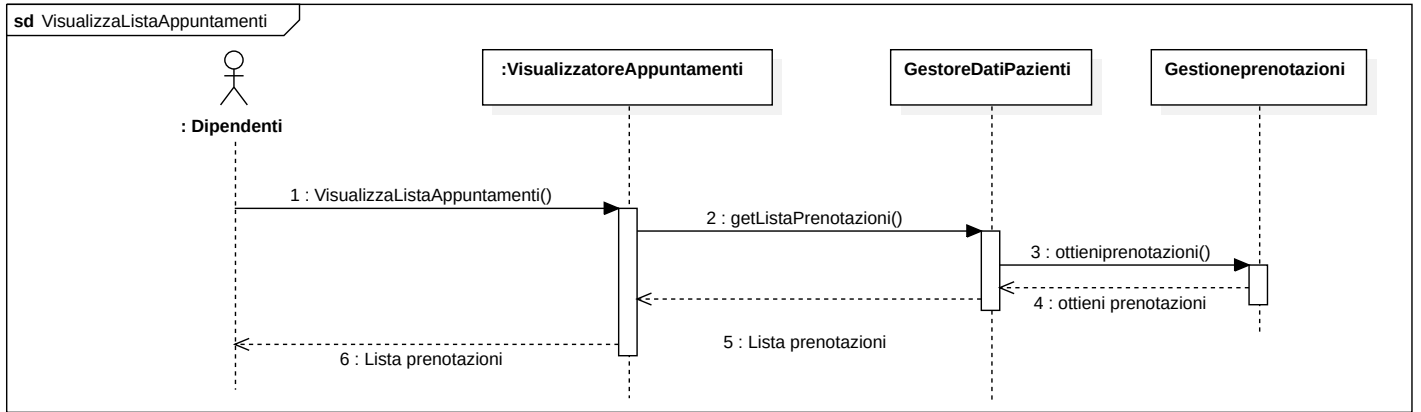 sd VisualizzaListaAppuntamenti
:VisualizzatoreAppuntamenti
GestoreDatiPazienti
Gestioneprenotazioni
: Dipendenti
1 : VisualizzaListaAppuntamenti()
2 : getListaPrenotazioni()
3 : ottieniprenotazioni()
4 : ottieni prenotazioni
5 : Lista prenotazioni
6 : Lista prenotazioni